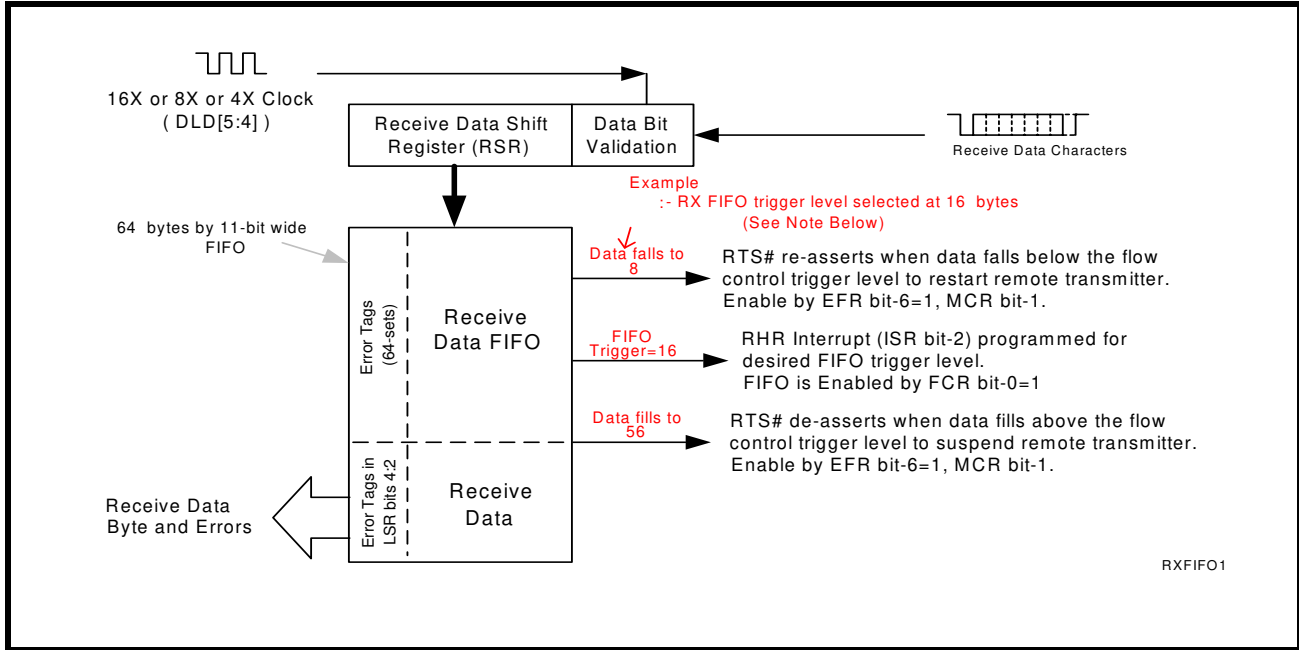 16X or 8X or 4X Clock
( DLD[5:4] )
Receive Data Shift
Register (RSR)
Data Bit
Validation
Receive Data Characters
Example
:- RX FIFO trigger level selected at 16 bytes
(See Note Below)
64 bytes by 11-bit wide
FIFO
Data falls to
8
RTS# re-asserts when data falls below the flow
control trigger level to restart remote transmitter.
Enable by EFR bit-6=1, MCR bit-1.
Error Tags
(64-sets)
Receive
Data FIFO
FIFO
Trigger=16
RHR Interrupt (ISR bit-2) programmed for
desired FIFO trigger level.
FIFO is Enabled by FCR bit-0=1
Data fills to
56
RTS# de-asserts when data fills above the flow
control trigger level to suspend remote transmitter.
Enable by EFR bit-6=1, MCR bit-1.
Error Tags in
LSR bits 4:2
Receive
Data
Receive Data
Byte and Errors
RXFIFO1